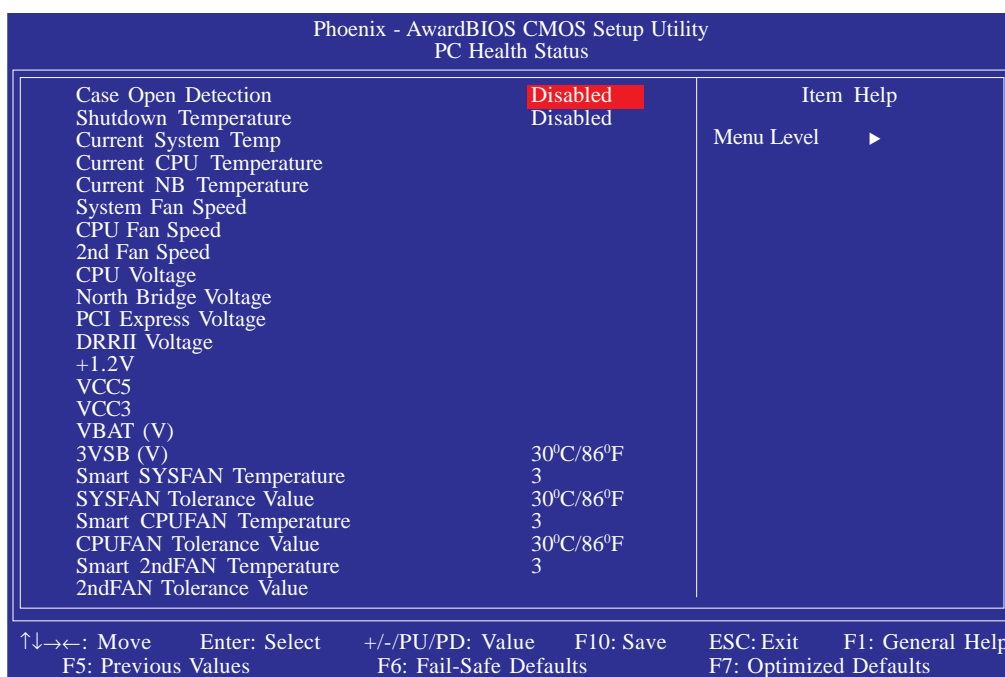 Phoenix - AwardBIOS CMOS Setup Utility
PC Health Status
Case Open Detection Disabled
Shutdown Temperature Disabled
Current System Temp
Current CPU Temperature
Current NB Temperature
System Fan Speed
CPU Fan Speed
2nd Fan Speed
CPU Voltage
North Bridge Voltage
PCI Express Voltage
DRRII Voltage
+1.2V
VCC5
VCC3
VBAT (V)
3VSB (V) 30⁰C/86⁰F
Smart SYSFAN Temperature 3
SYSFAN Tolerance Value 30⁰C/86⁰F
Smart CPUFAN Temperature 3
CPUFAN Tolerance Value 30⁰C/86⁰F
Smart 2ndFAN Temperature 3
2ndFAN Tolerance Value
Item Help
Menu Level ▶
↑↓→←: Move Enter: Select +/-/PU/PD: Value F10: Save ESC: Exit F1: General Help
F5: Previous Values F6: Fail-Safe Defaults F7: Optimized Defaults